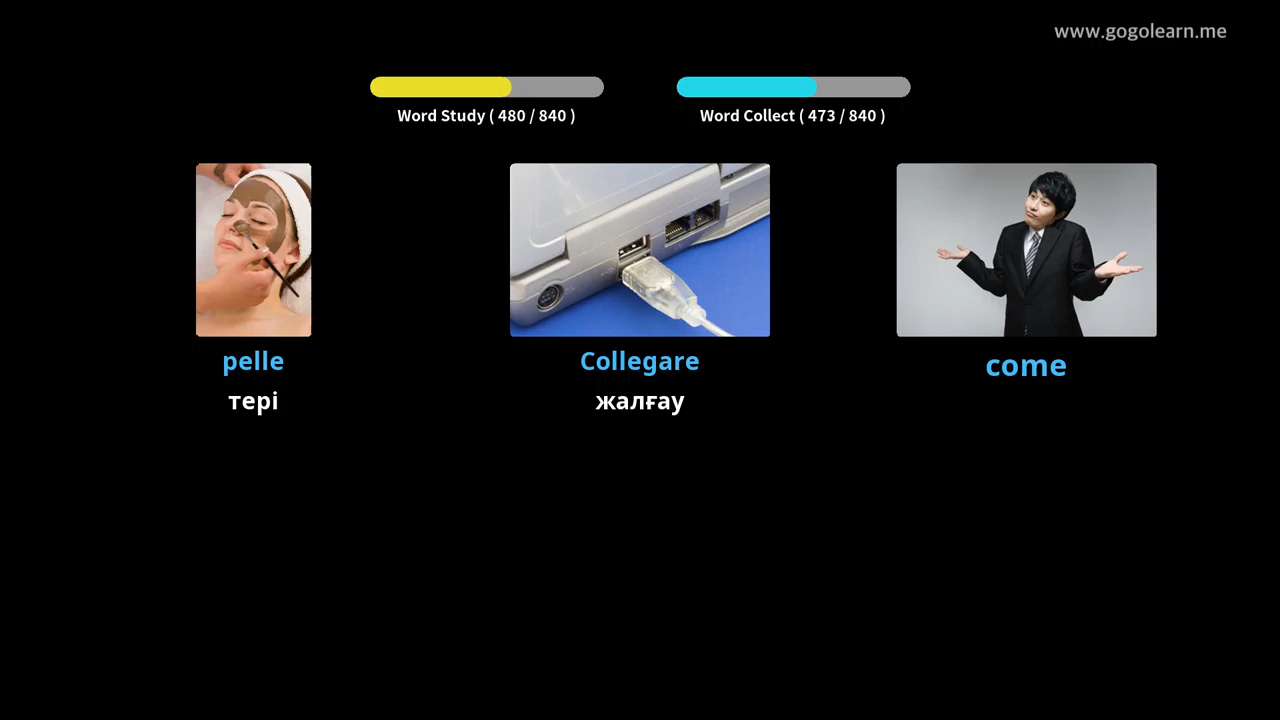 www.gogolearn.me
Word Study ( 480 / 840 )
Word Collect ( 473 / 840 )
pelle
тері
Collegare
жалғау
come